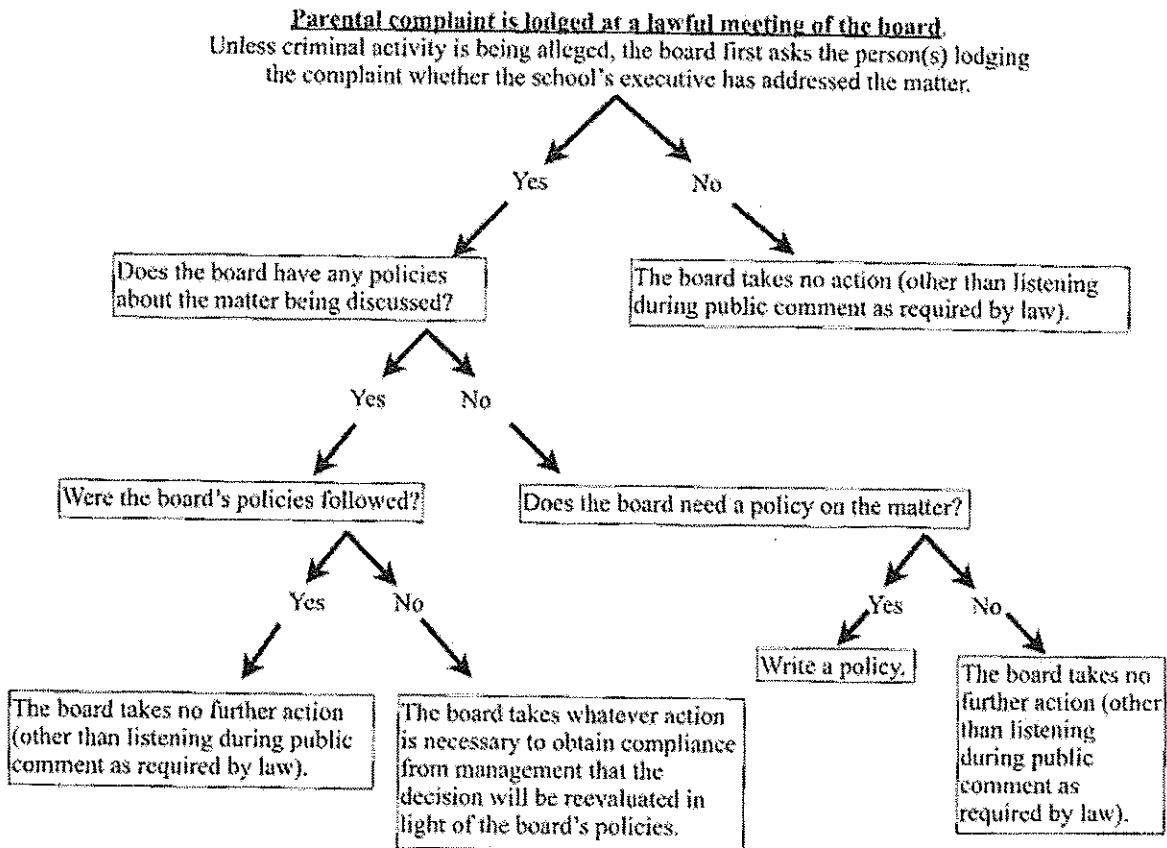 Parental complaint is lodged at a lawful meeting of the board.
Unless criminal activity is being alleged, the board first asks the person(s) lodging
the complaint whether the school's executive has addressed the matter.
Yes
No
Does the board have any policies
about the matter being discussed?
The board takes no action (other than listening
during public comment as required by law).
Yes
No
Were the board's policies followed?
Does the board need a policy on the matter?
Yes
No
Yes
No
Write a policy.
The board takes no further action
(other than listening during public
comment as required by law).
The board takes whatever action
is necessary to obtain compliance
from management that the
decision will be reevaluated in
light of the board's policies.
The board takes no
further action (other
than listening
during public
comment as
required by law).